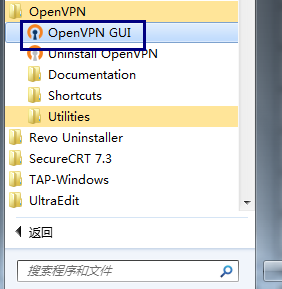 OpenVPN
OpenVPN GUI
Uninstall OpenVPN
Documentation
Shortcuts
Utilities
Revo Uninstaller
SecureCRT 7.3
TAP-Windows
UltraEdit
返回
搜索程序和文件